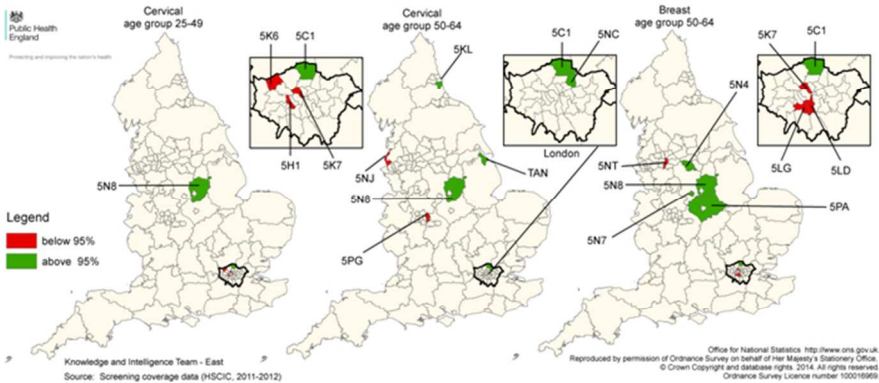 Public Health
England
Protecting and improving the nation's health
Cervical
age group 25-49
5K6
5C1
5H1
5K7
5N8
Legend
below 95%
above 95%
Cervical
age group 50-64
5KL
5NJ
TAN
5N8
5PG
5C1
5NC
London
Breast
age group 50-64
5K7
5C1
5LG
5LD
5N4
5NT
5N8
5PA
5N7
Knowledge and Intelligence Team - East
Source: Screening coverage data (HSCIC, 2011-2012)
Office for National Statistics http://www.ons.gov.uk
Reproduced by permission of Ordnance Survey on behalf of Her Majesty's Stationery Office.
© Crown Copyright and database rights. 2014. All rights reserved
Ordnance Survey Licence number 100016969